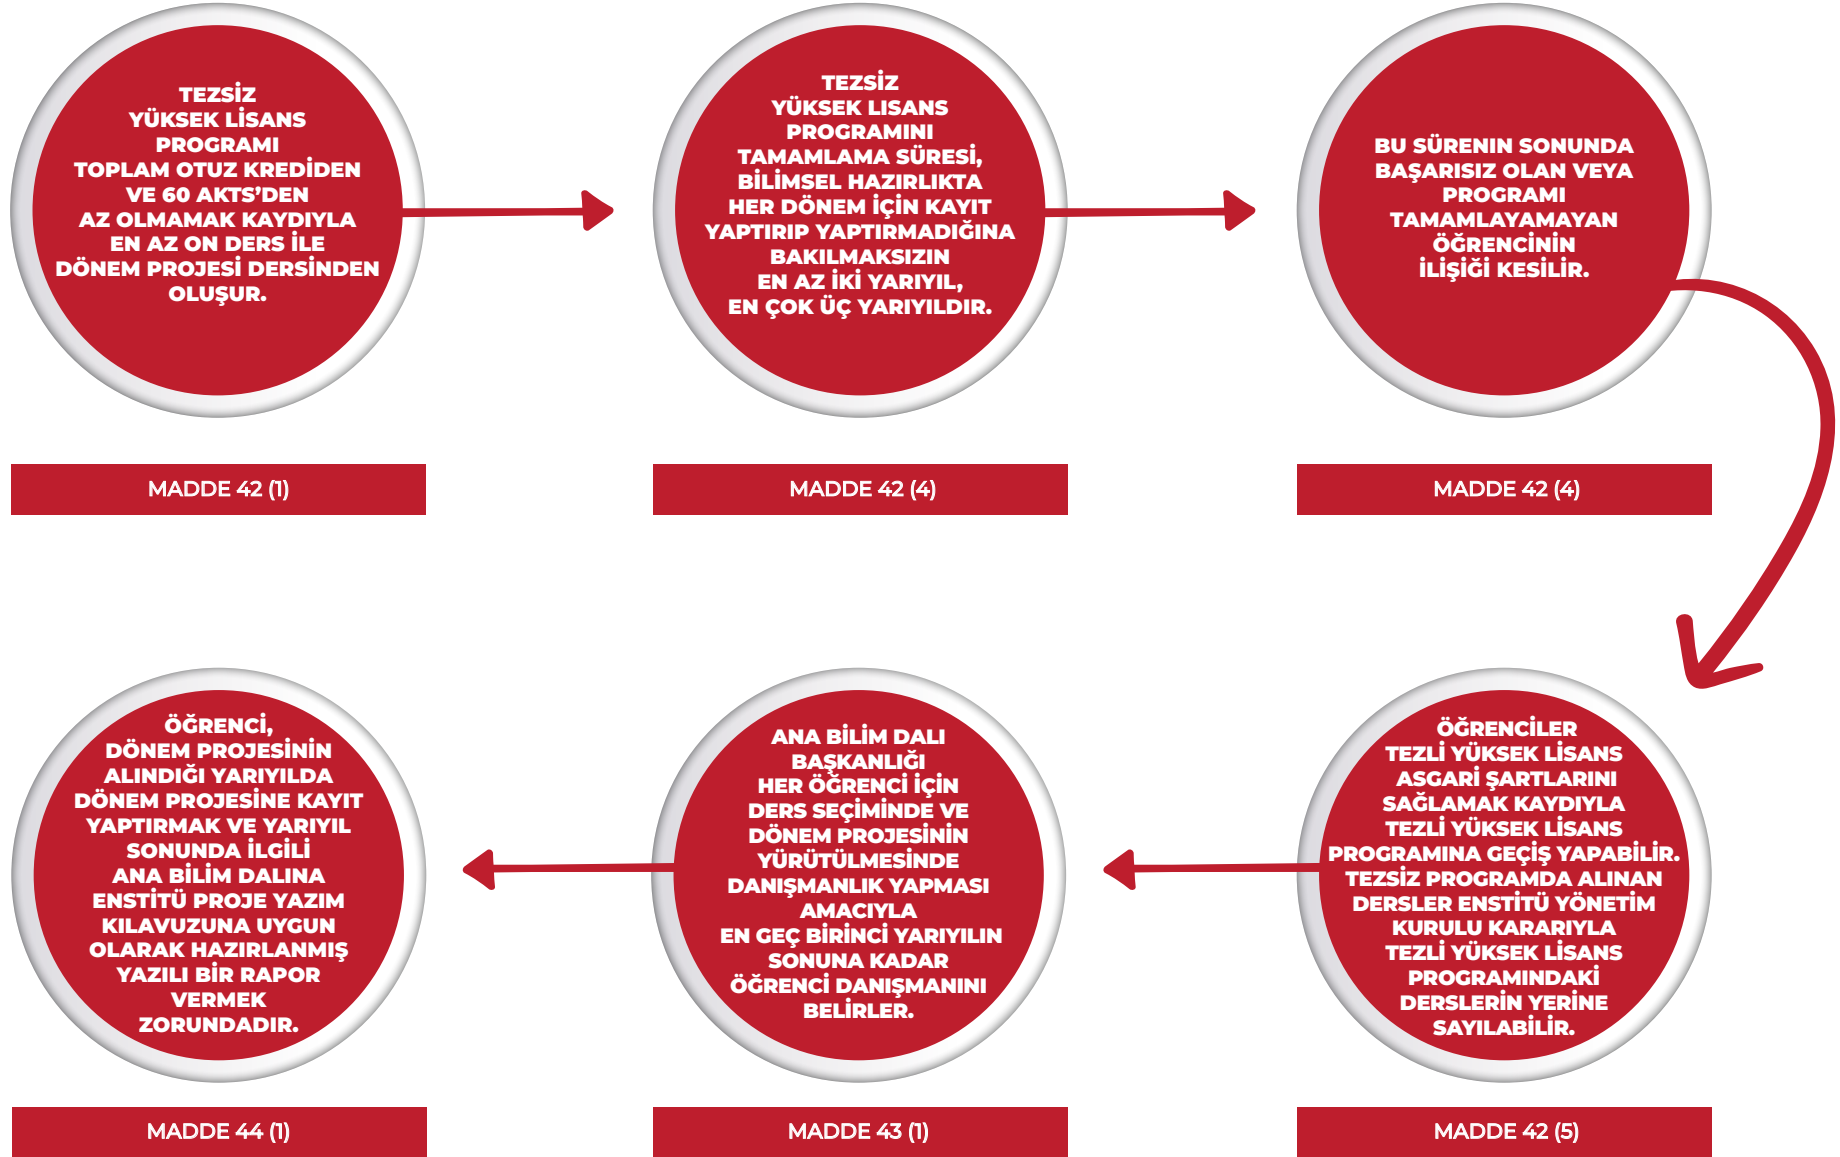 TEZSİZ
YÜKSEK LİSANS
PROGRAMI
TOPLAM OTUZ KREDİDEN
VE 60 AKTS’DEN
AZ OLMAMAK KAYDIYLA
EN AZ ON DERS İLE
DÖNEM PROJESİ DERSİNDEN
OLUŞUR.
MADDE 42 (1)
TEZSİZ
YÜKSEK LISANS
PROGRAMINI
TAMAMLAMA SÜRESİ,
BİLİMSEL HAZIRLIKTA
HER DÖNEM İÇİN KAYIT
YAPTIRIP YAPTIRMADIĞINA
BAKILMAKSIZIN
EN AZ İKİ YARIYIL,
EN ÇOK ÜÇ YARIYILDIR.
MADDE 42 (4)
BU SÜRENIN SONUNDA
BAŞARISIZ OLAN VEYA
PROGRAMI
TAMAMLAYAMAYAN
ÖĞRENCİNİN
İLİŞİĞİ KESİLİR.
MADDE 42 (4)
ÖĞRENCİLER
TEZLİ YÜKSEK LİSANS
ASGARİ ŞARTLARINI
SAĞLAMAK KAYDIYLA
TEZLİ YÜKSEK LİSANS
PROGRAMINA GEÇİŞ YAPABİLİR.
TEZSİZ PROGRAMDA ALINAN
DERSLER ENSTİTÜ YÖNETİM
KURULU KARARIYLA
TEZLİ YÜKSEK LİSANS
PROGRAMINDAKİ
DERSLERİN YERİNE
SAYILABİLİR.
MADDE 42 (5)
ANA BİLİM DALI
BAŞKANLIĞI
HER ÖĞRENCİ İÇİN
DERS SEÇİMİNDE VE
DÖNEM PROJESİNİN
YÜRÜTÜLMESİNDE
DANIŞMANLIK YAPMASI
AMACIYLA
EN GEÇ BİRİNCİ YARIYILIN
SONUNA KADAR
ÖĞRENCİ DANIŞMANINI
BELİRLER.
MADDE 43 (1)
ÖĞRENCİ,
DÖNEM PROJESİNİN
ALINDIĞI YARIYILDA
DÖNEM PROJESİNE KAYIT
YAPTIRMAK VE YARIYIL
SONUNDA İLGİLİ
ANA BİLİM DALINA
ENSTİTÜ PROJE YAZIM
KILAVUZUNA UYGUN
OLARAK HAZIRLANMIŞ
YAZILI BİR RAPOR
VERMEK
ZORUNDADIR.
MADDE 44 (1)